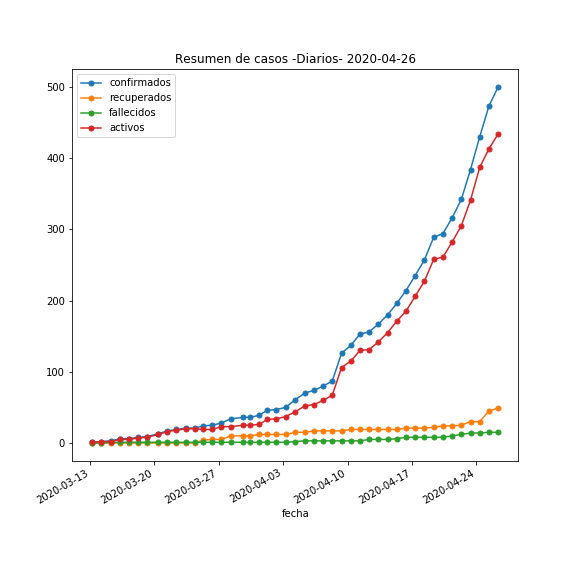 Resumen de casos -Diarios- 2020-04-26
confirmados
recuperados
fallecidos
activos
500
400
300
200
100
0
2020-03-13
2020-03-20
2020-03-27
2020-04-03
2020-04-10
2020-04-17
2020-04-24
fecha